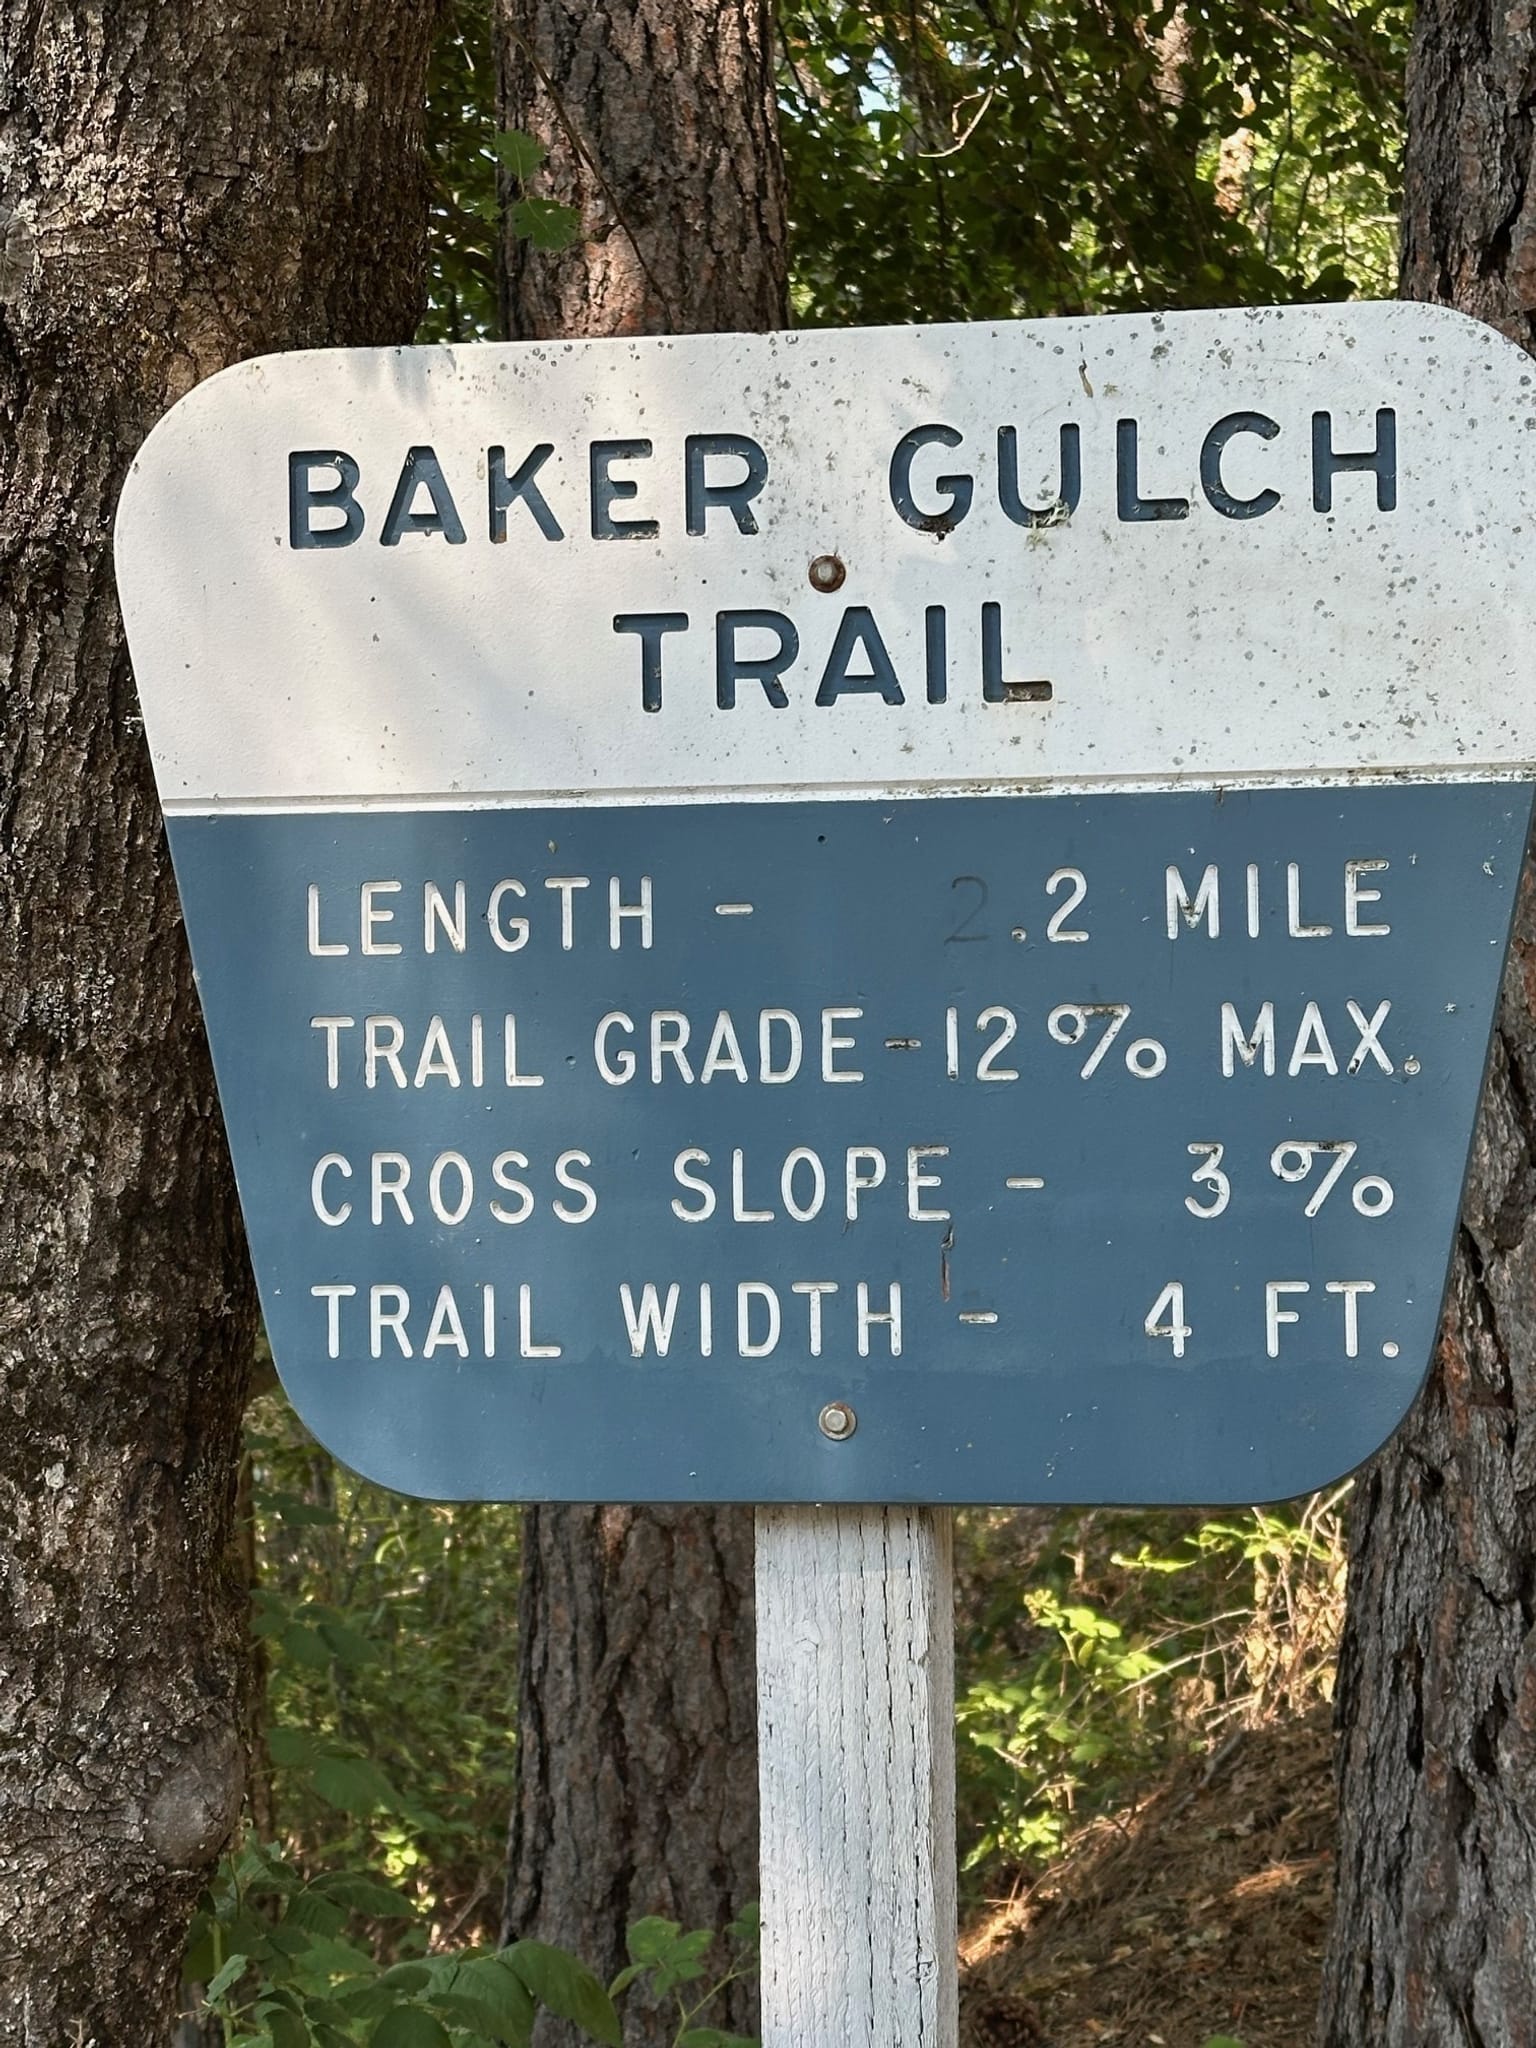 BAKER GULCH
TRAIL
LENGTH - 2.2 MILE
TRAIL GRADE-12% MAX.
CROSS SLOPE - 3%
TRAIL WIDTH - 4 FT.